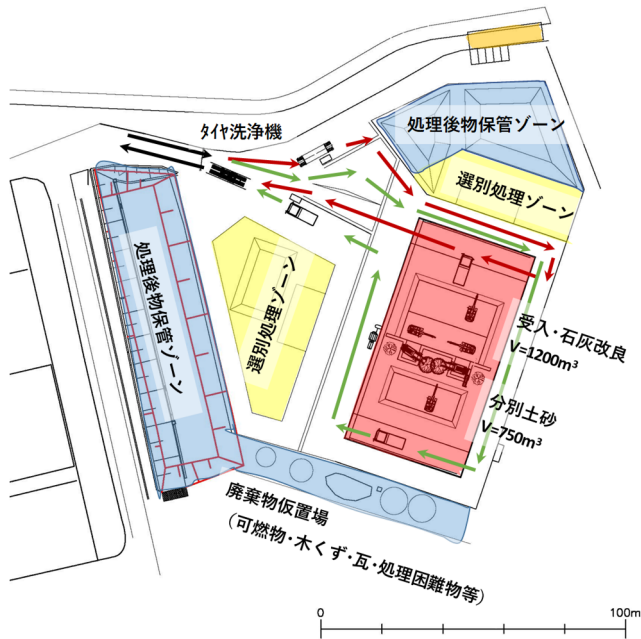 タイヤ洗浄機
処理後物保管ゾーン
選別処理ゾーン
処理後物保管ゾーン
選別処理ゾーン
受入・石灰改良
V=1200m³
分別土砂
V=750m³
廃棄物仮置場
(可燃物・木くず・瓦・処理困難物等)
0
100m